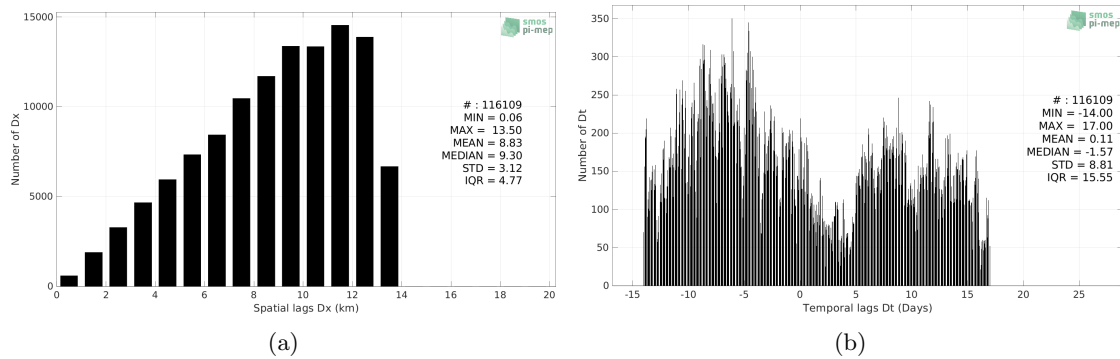 15000
10000
5000
0
Number of Dx
0 2 4 6 8 10 12 14 16 18 20
Spatial lags Dx (km)
smos
pi-mep
# : 116109
MIN = 0.06
MAX = 13.50
MEAN = 8.83
MEDIAN = 9.30
STD = 3.12
IQR = 4.77
(a)
350
300
250
200
150
100
50
0
Number of Dt
-15 -10 -5 0 5 10 15 20 25
Temporal lags Dt (Days)
smos
pi-mep
# : 116109
MIN = -14.00
MAX = 17.00
MEAN = 0.11
MEDIAN = -1.57
STD = 8.81
IQR = 15.55
(b)